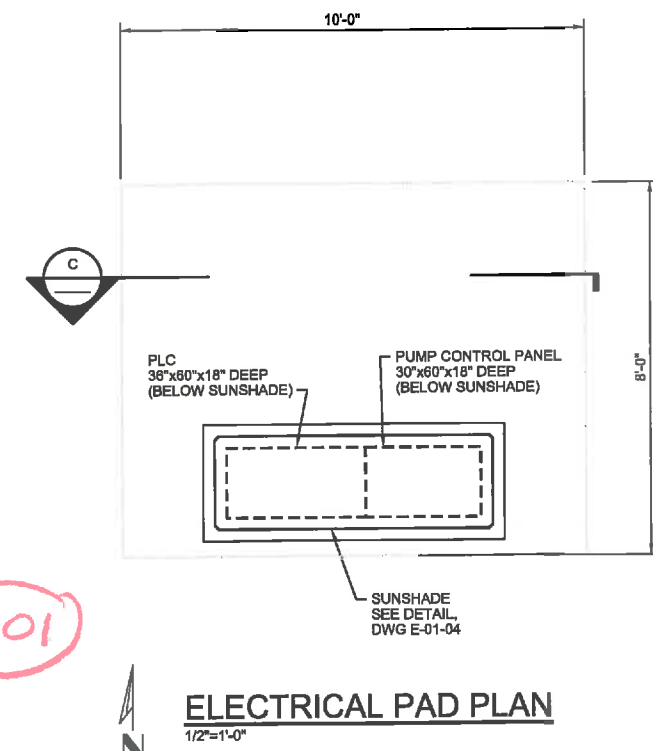 10'-0"
C
8'-0"
PLC
36"x60"x18" DEEP
(BELOW SUNSHADE)
PUMP CONTROL PANEL
30"x60"x18" DEEP
(BELOW SUNSHADE)
SUNSHADE
SEE DETAIL,
DWG E-01-04
01
N
ELECTRICAL PAD PLAN
1/2"=1'-0"